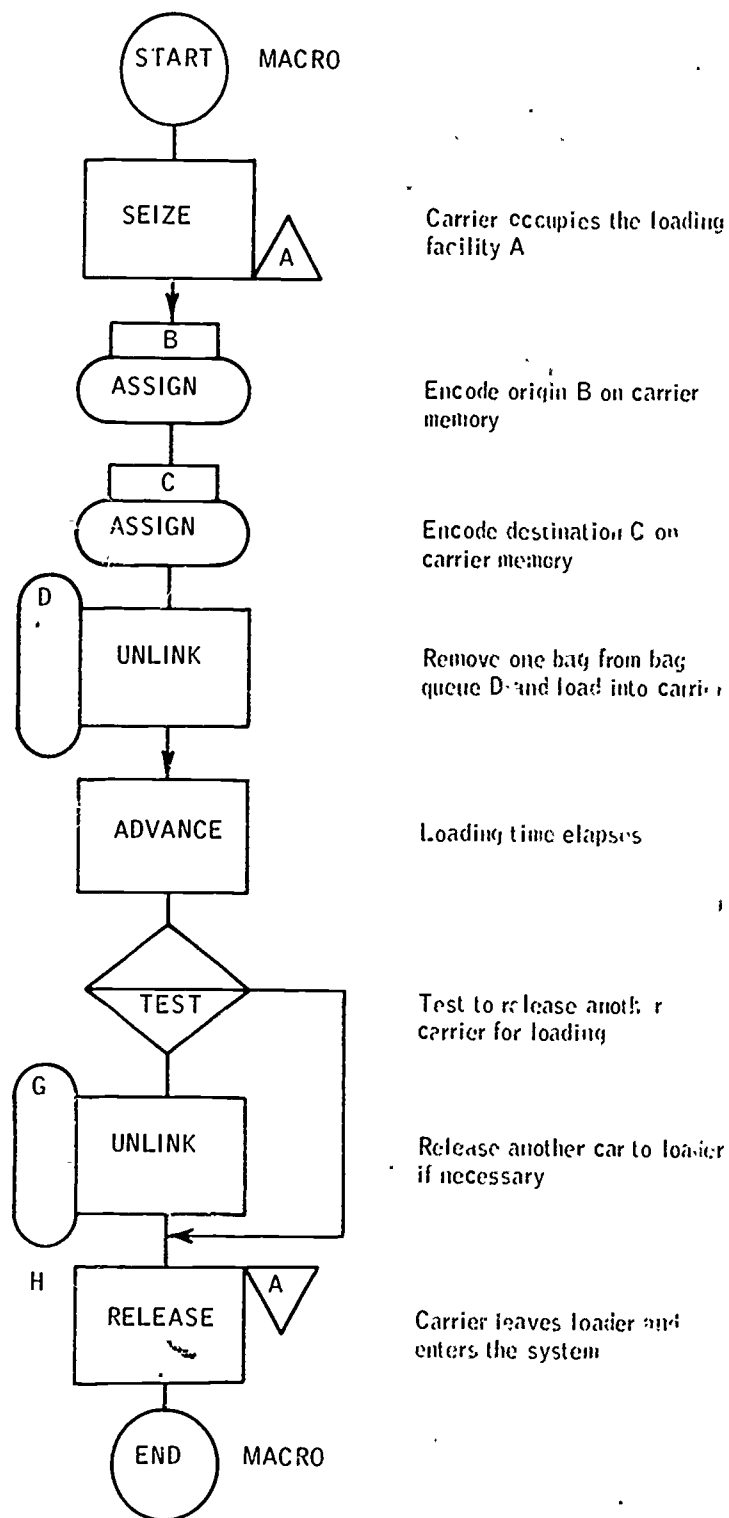 START MACRO
SEIZE
A
Carrier occupies the loading
facility A
B
ASSIGN
Encode origin B on carrier
memory
C
ASSIGN
Encode destination C on
carrier memory
D
UNLINK
Remove one bag from bag
queue D and load into carrier
ADVANCE
Loading time elapses
TEST
Test to release another
carrier for loading
G
UNLINK
Release another car to loader
if necessary
H
RELEASE
A
Carrier leaves loader and
enters the system
END MACRO